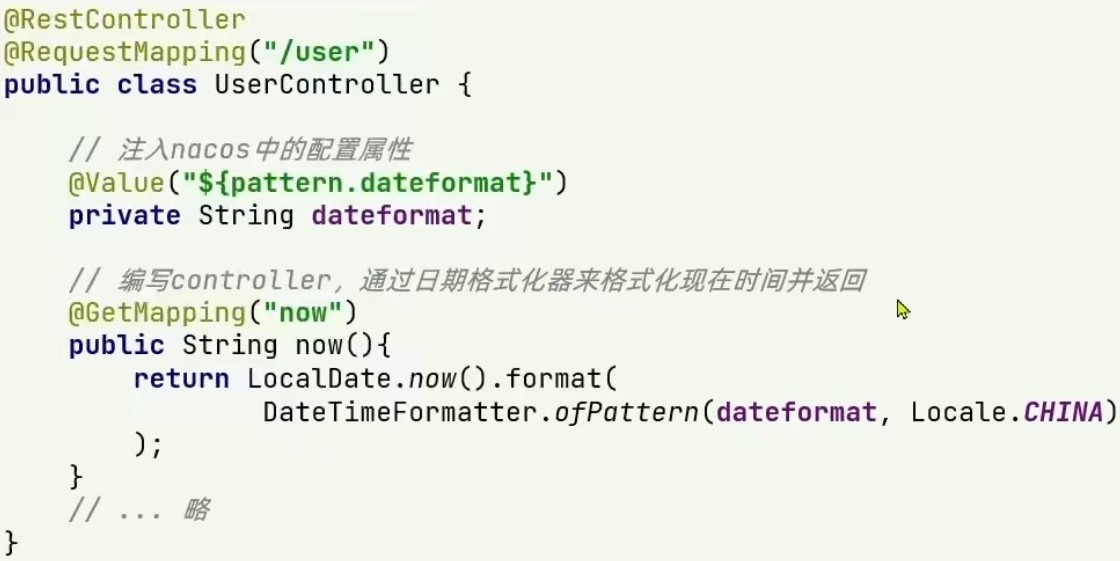 @RestController
@RequestMapping("/user")
public class UserController {
// 注入nacos中的配置属性
@Value("${pattern.dateformat}")
private String dateformat;
// 编写controller，通过日期格式化器来格式化现在时间并返回
@GetMapping("now")
public String now(){
return LocalDate.now().format(
DateTimeFormatter.ofPattern(dateformat, Locale.CHINA)
);
}
// ... 略
}